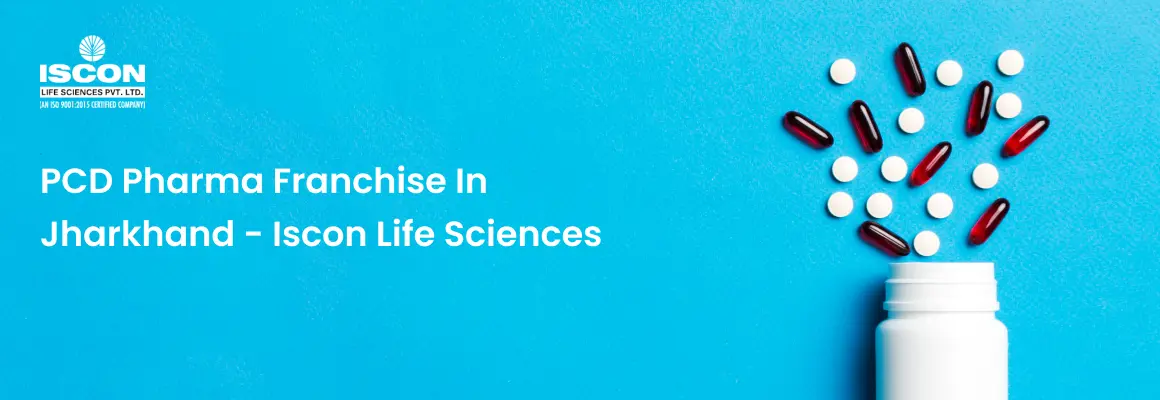 ISCON
LIFE SCIENCES PVT. LTD.
(AN ISO 9001:2015 CERTIFIED COMPANY)
PCD Pharma Franchise In
Jharkhand - Iscon Life Sciences